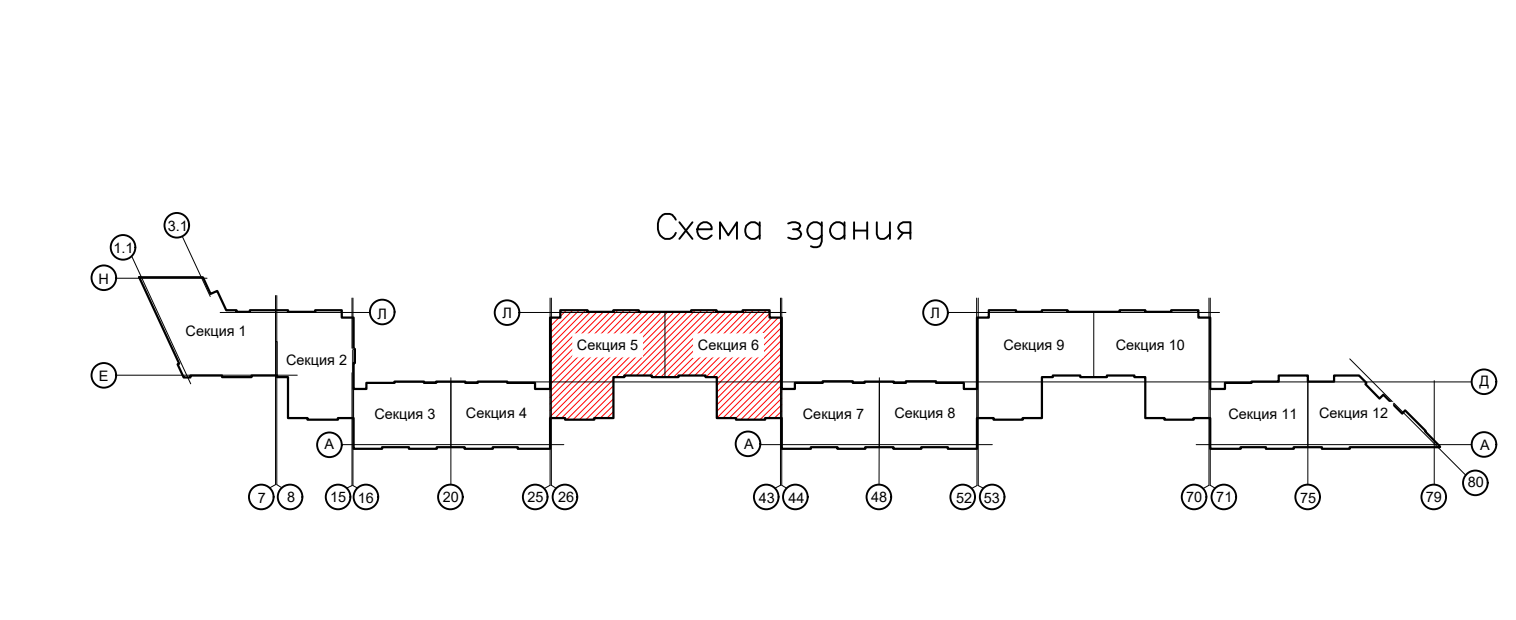 Схема здания
3.1
1.1
Н
Л
Л
Л
Секция 1
Секция 2
Секция 5
Секция 6
Секция 9
Секция 10
Е
Д
Секция 3
Секция 4
Секция 7
Секция 8
Секция 11
Секция 12
А
А
А
7
8
15
16
20
25
26
43
44
48
52
53
70
71
75
79
80